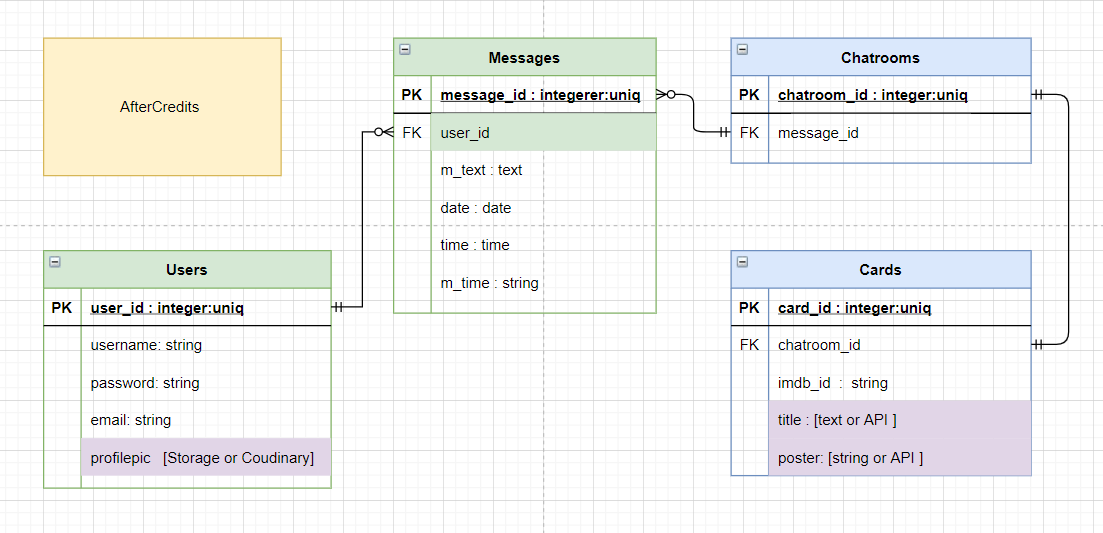 AfterCredits
Messages
PK message_id : integerer:uniq
FK user_id
m_text : text
date : date
time : time
m_time : string
Chatrooms
PK chatroom_id : integer:uniq
FK message_id
Users
PK user_id : integer:uniq
username: string
password: string
email: string
profilepic [Storage or Coudinary]
Cards
PK card_id : integer:uniq
FK chatroom_id
imdb_id : string
title : [text or API ]
poster: [string or API ]